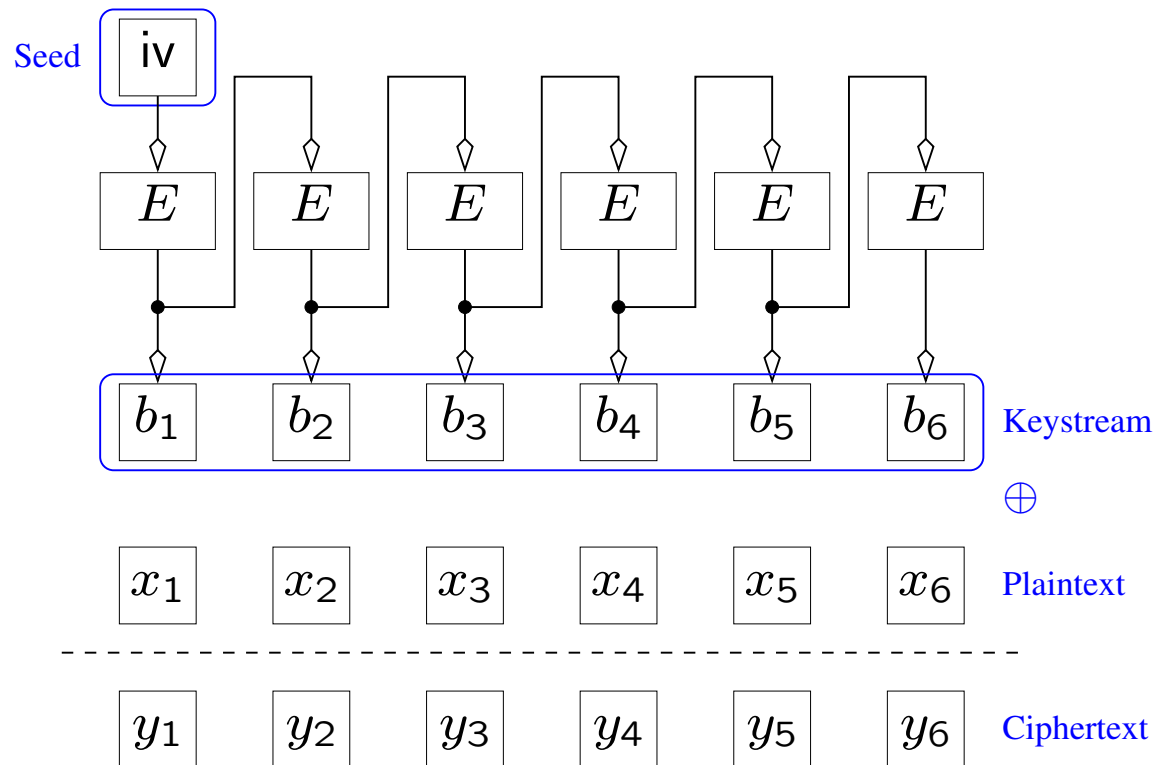 Seed iv
E E E E E E
b₁ b₂ b₃ b₄ b₅ b₆ Keystream
⊕
x₁ x₂ x₃ x₄ x₅ x₆ Plaintext
y₁ y₂ y₃ y₄ y₅ y₆ Ciphertext